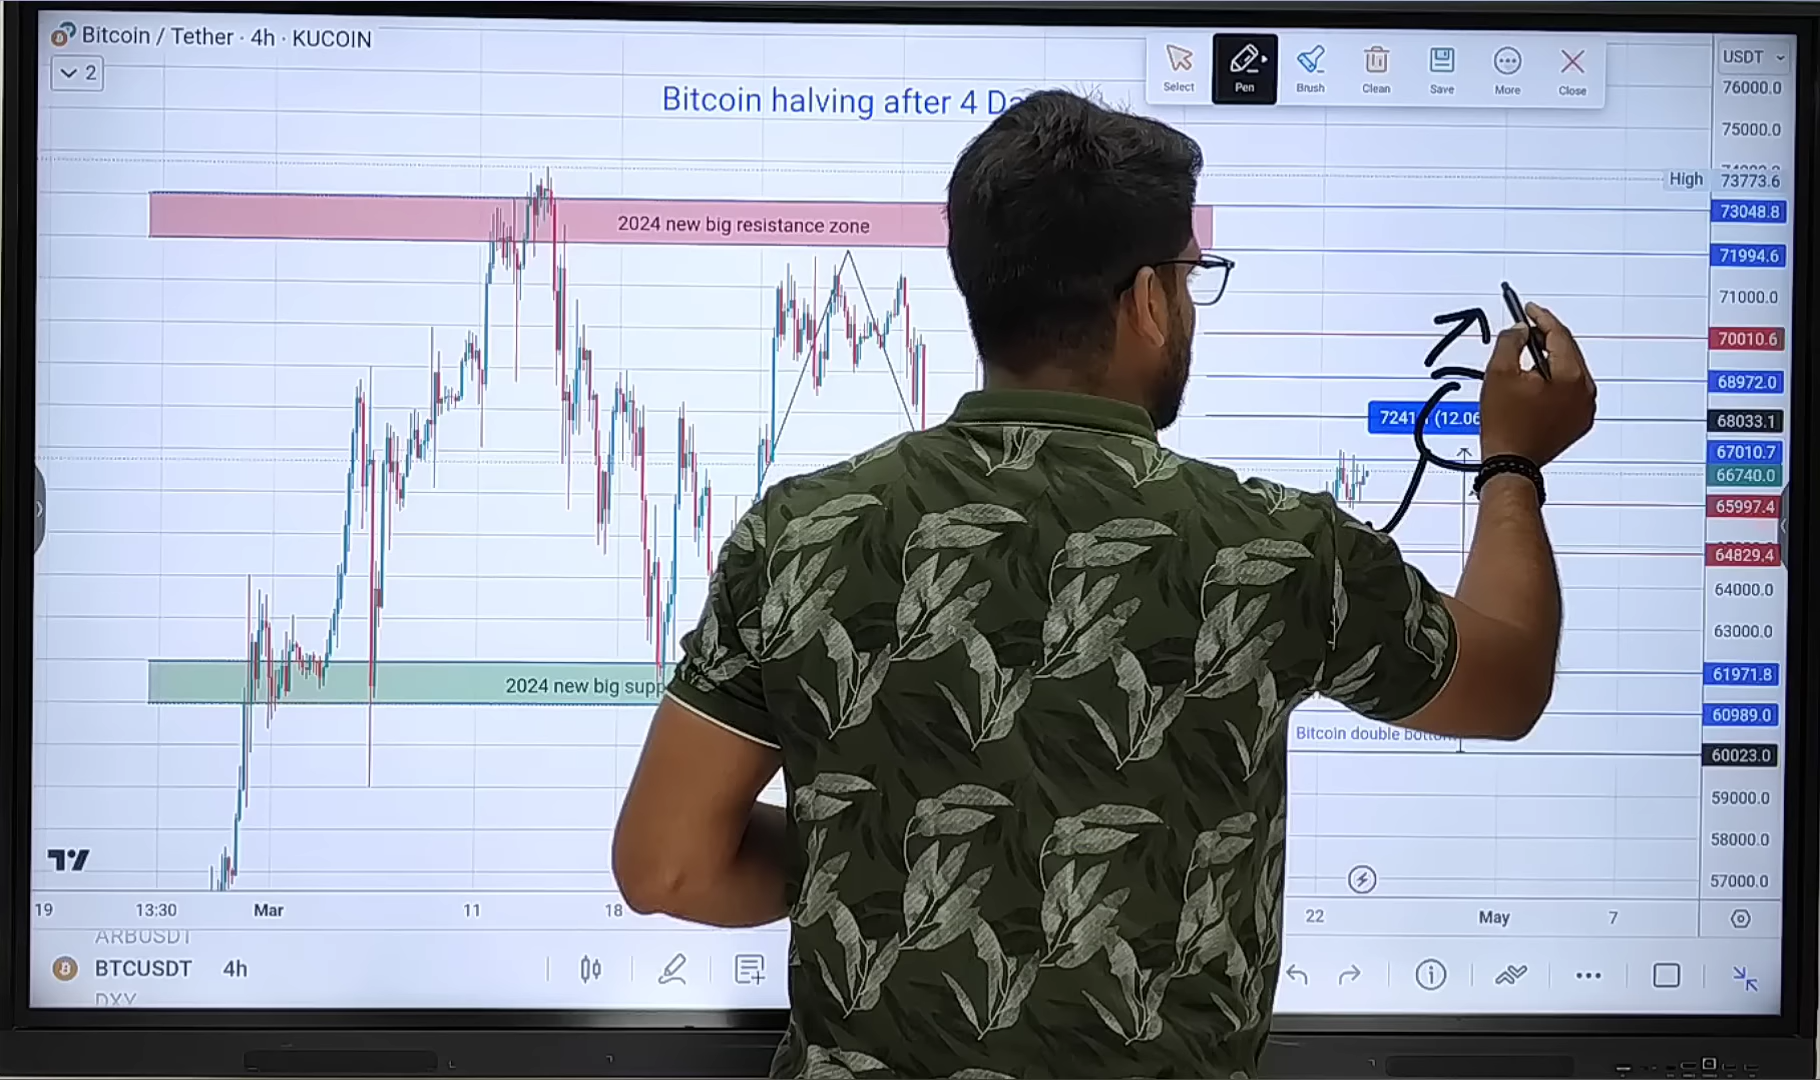 Bitcoin / Tether · 4h · KUCOIN
2
Bitcoin halving after 4
Select
Pen
Brush
Clean
Save
More
Close
USDT
76000.0
75000.0
High 73773.6
73048.8
71994.6
71000.0
70010.6
68972.0
68033.1
67010.7
66740.0
65997.4
64829.4
64000.0
63000.0
61971.8
60989.0
60023.0
59000.0
58000.0
57000.0
2024 new big resistance zone
(12.06
2024 new big
Bitcoin double
19 13:30 Mar 11 18 22 May 7
ARBUSDT
BTCUSDT 4h
DXY